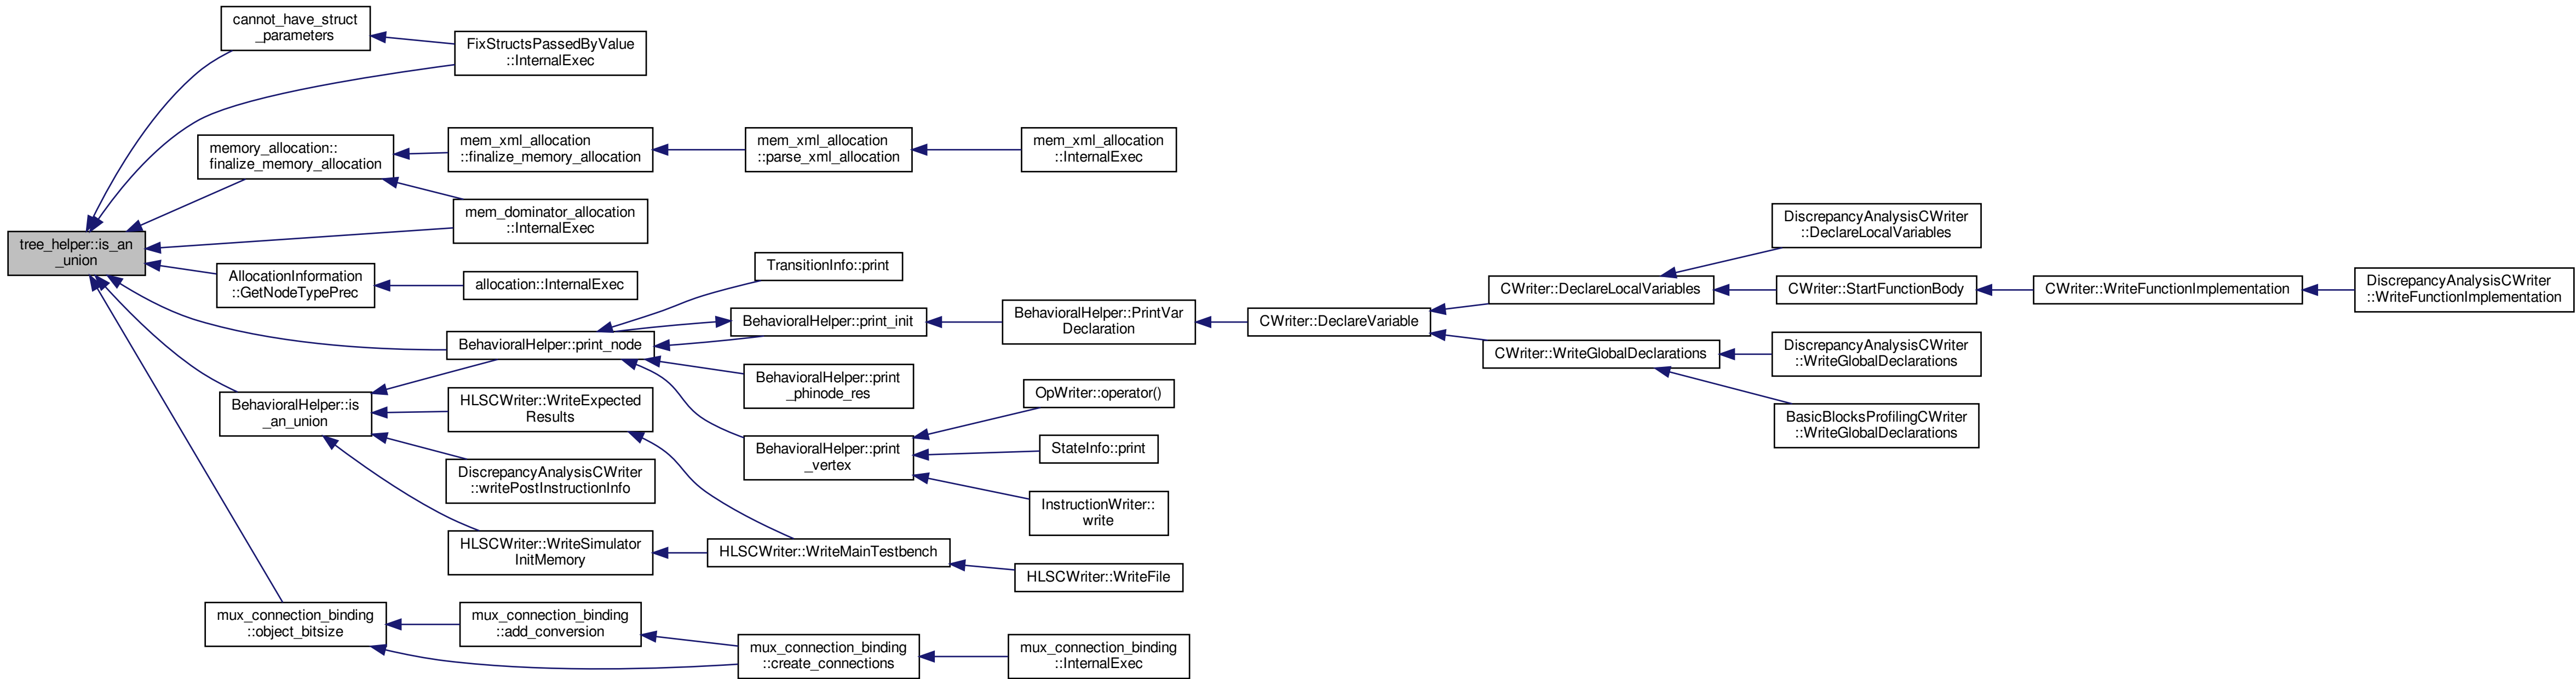 cannot_have_struct
_parameters
FixStructsPassedByValue
::InternalExec
memory_allocation::
finalize_memory_allocation
mem_xml_allocation
::finalize_memory_allocation
mem_xml_allocation
::parse_xml_allocation
mem_xml_allocation
::InternalExec
mem_dominator_allocation
::InternalExec
tree_helper::is_an
_union
AllocationInformation
::GetNodeTypePrec
allocation::InternalExec
TransitionInfo::print
BehavioralHelper::print_init
BehavioralHelper::PrintVar
Declaration
CWriter::DeclareVariable
CWriter::DeclareLocalVariables
DiscrepancyAnalysisCWriter
::DeclareLocalVariables
CWriter::StartFunctionBody
CWriter::WriteFunctionImplementation
DiscrepancyAnalysisCWriter
::WriteFunctionImplementation
CWriter::WriteGlobalDeclarations
DiscrepancyAnalysisCWriter
::WriteGlobalDeclarations
BasicBlocksProfilingCWriter
::WriteGlobalDeclarations
BehavioralHelper::print_node
BehavioralHelper::print
_phinode_res
BehavioralHelper::print
_vertex
OpWriter::operator()
StateInfo::print
InstructionWriter::
write
BehavioralHelper::is
_an_union
HLSCWriter::WriteExpected
Results
DiscrepancyAnalysisCWriter
::writePostInstructionInfo
HLSCWriter::WriteSimulator
InitMemory
HLSCWriter::WriteMainTestbench
HLSCWriter::WriteFile
mux_connection_binding
::object_bitsize
mux_connection_binding
::add_conversion
mux_connection_binding
::create_connections
mux_connection_binding
::InternalExec